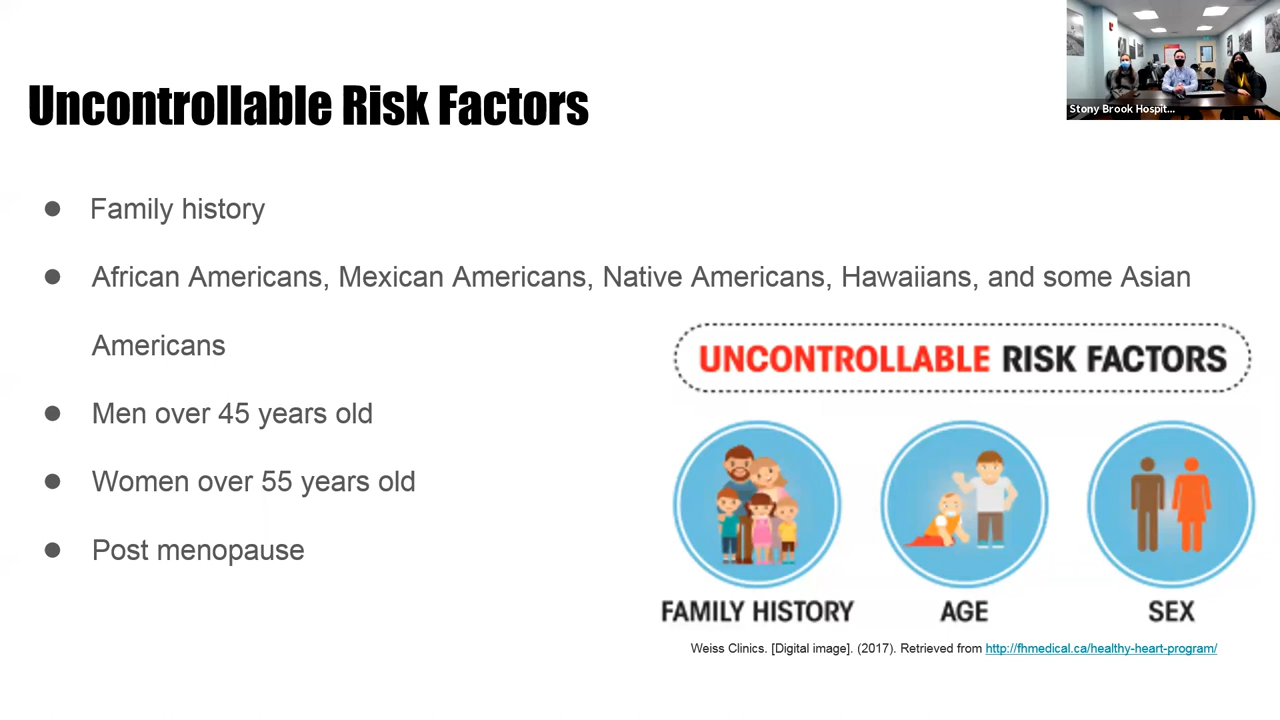 Uncontrollable Risk Factors
Stony Brook Hospit...
● Family history
● African Americans, Mexican Americans, Native Americans, Hawaiians, and some Asian
Americans
● Men over 45 years old
● Women over 55 years old
● Post menopause
UNCONTROLLABLE RISK FACTORS
FAMILY HISTORY
AGE
SEX
Weiss Clinics. [Digital image]. (2017). Retrieved from http://fhmedical.ca/healthy-heart-program/